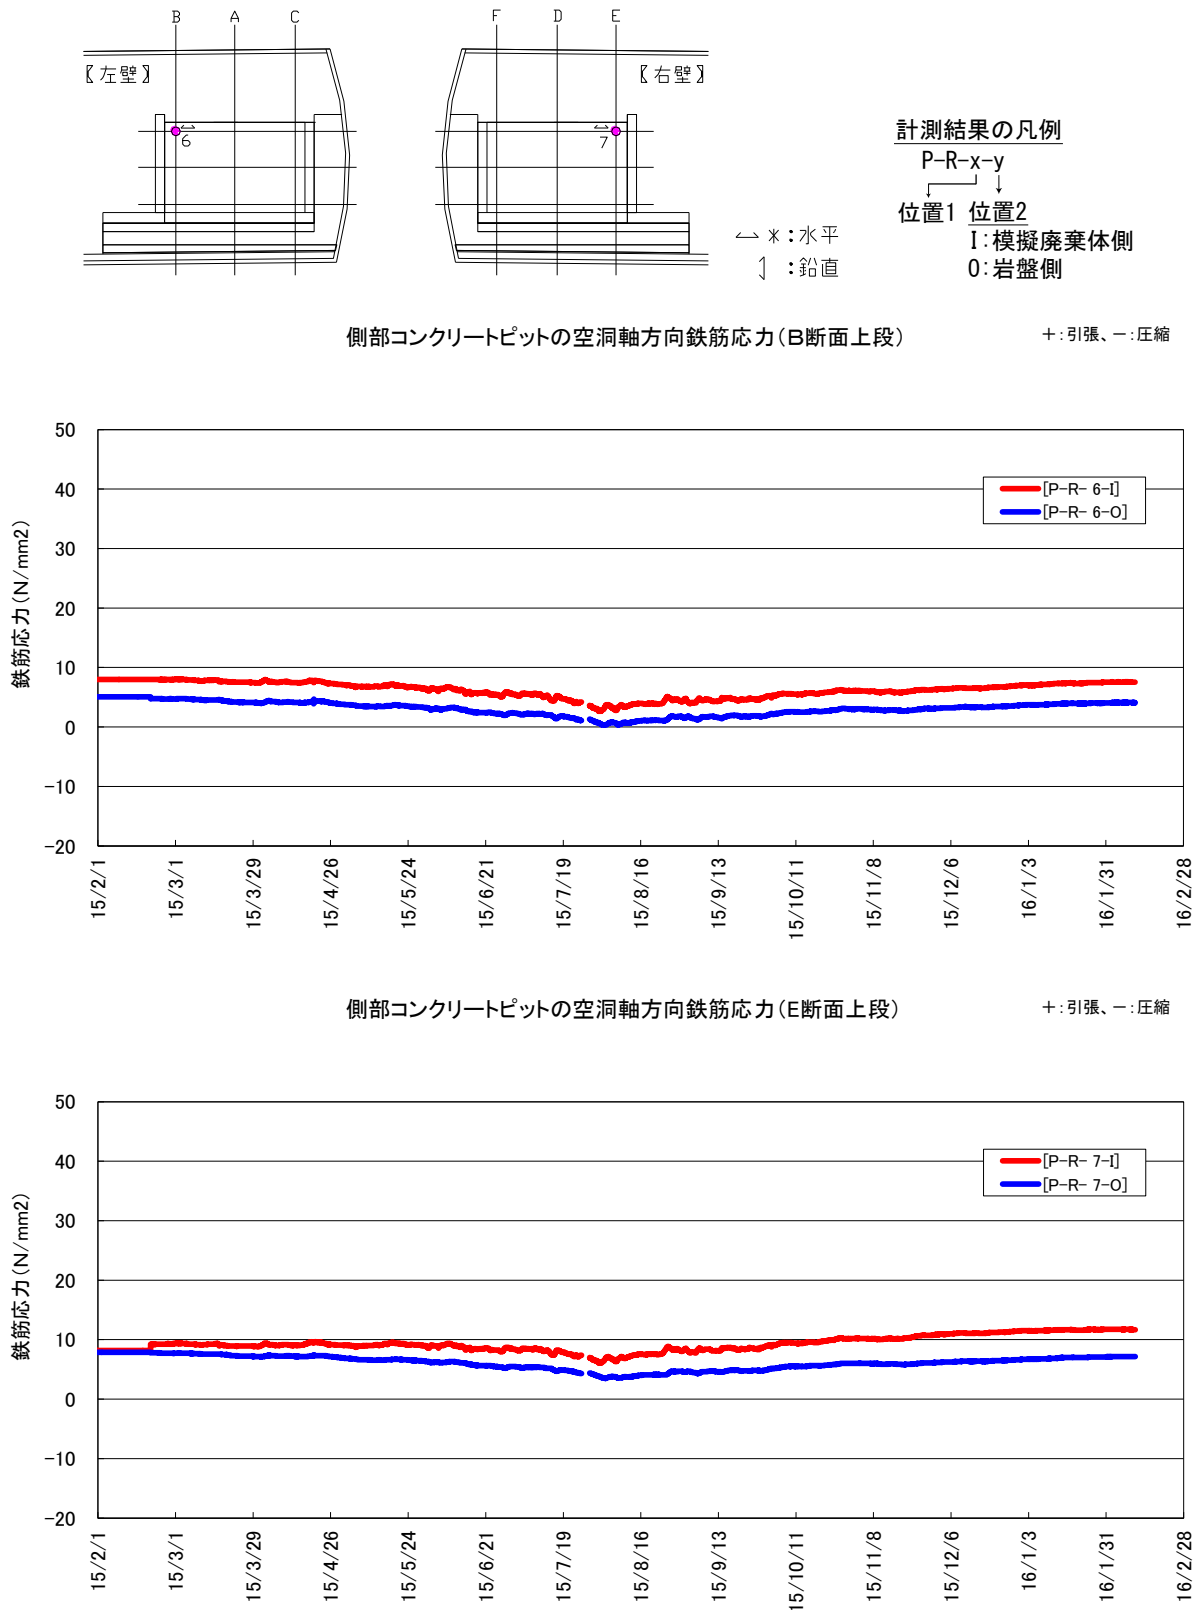 B A C F D E
〖左壁〗 〖右壁〗
6 7
計測結果の凡例
P-R-x-y
位置1 位置2
I:模擬廃棄体側
O:岩盤側
*:水平
:鉛直
側部コンクリートピットの空洞軸方向鉄筋応力(B断面上段)
+:引張、-:圧縮
鉄筋応力(N/mm2)
50
40
30
20
10
0
-10
-20
[P-R- 6-I]
[P-R- 6-O]
15/2/1 15/3/1 15/3/29 15/4/26 15/5/24 15/6/21 15/7/19 15/8/16 15/9/13 15/10/11 15/11/8 15/12/6 16/1/3 16/1/31 16/2/28
側部コンクリートピットの空洞軸方向鉄筋応力(E断面上段)
+:引張、-:圧縮
鉄筋応力(N/mm2)
50
40
30
20
10
0
-10
-20
[P-R- 7-I]
[P-R- 7-O]
15/2/1 15/3/1 15/3/29 15/4/26 15/5/24 15/6/21 15/7/19 15/8/16 15/9/13 15/10/11 15/11/8 15/12/6 16/1/3 16/1/31 16/2/28